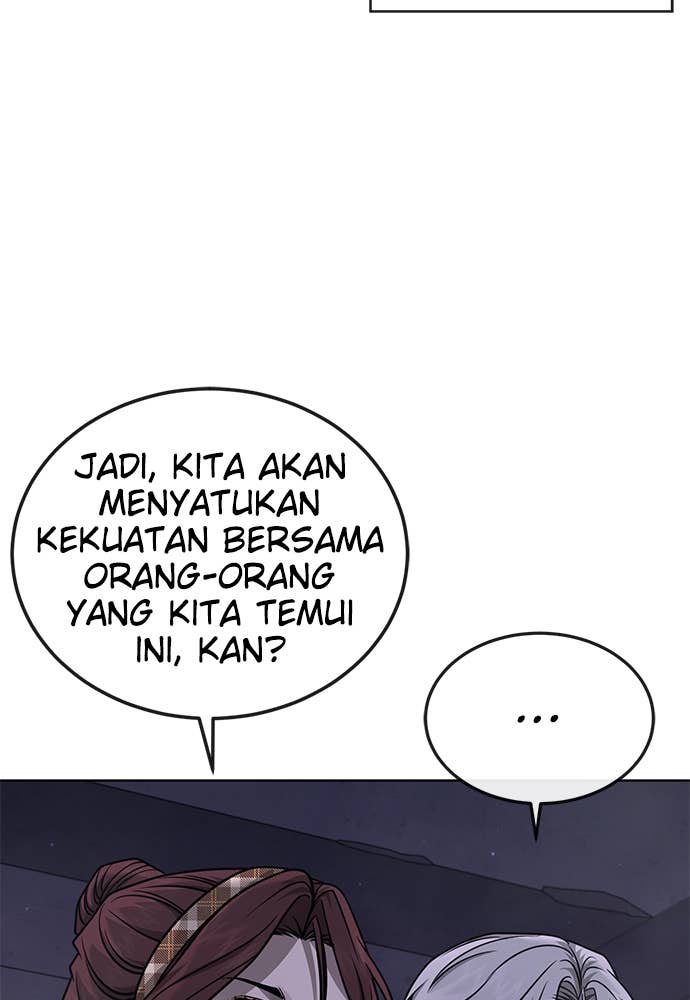 JADI, KITA AKAN
MENYATUKAN
KEKUATAN BERSAMA
ORANG-ORANG
YANG KITA TEMUI
INI, KAN?
...